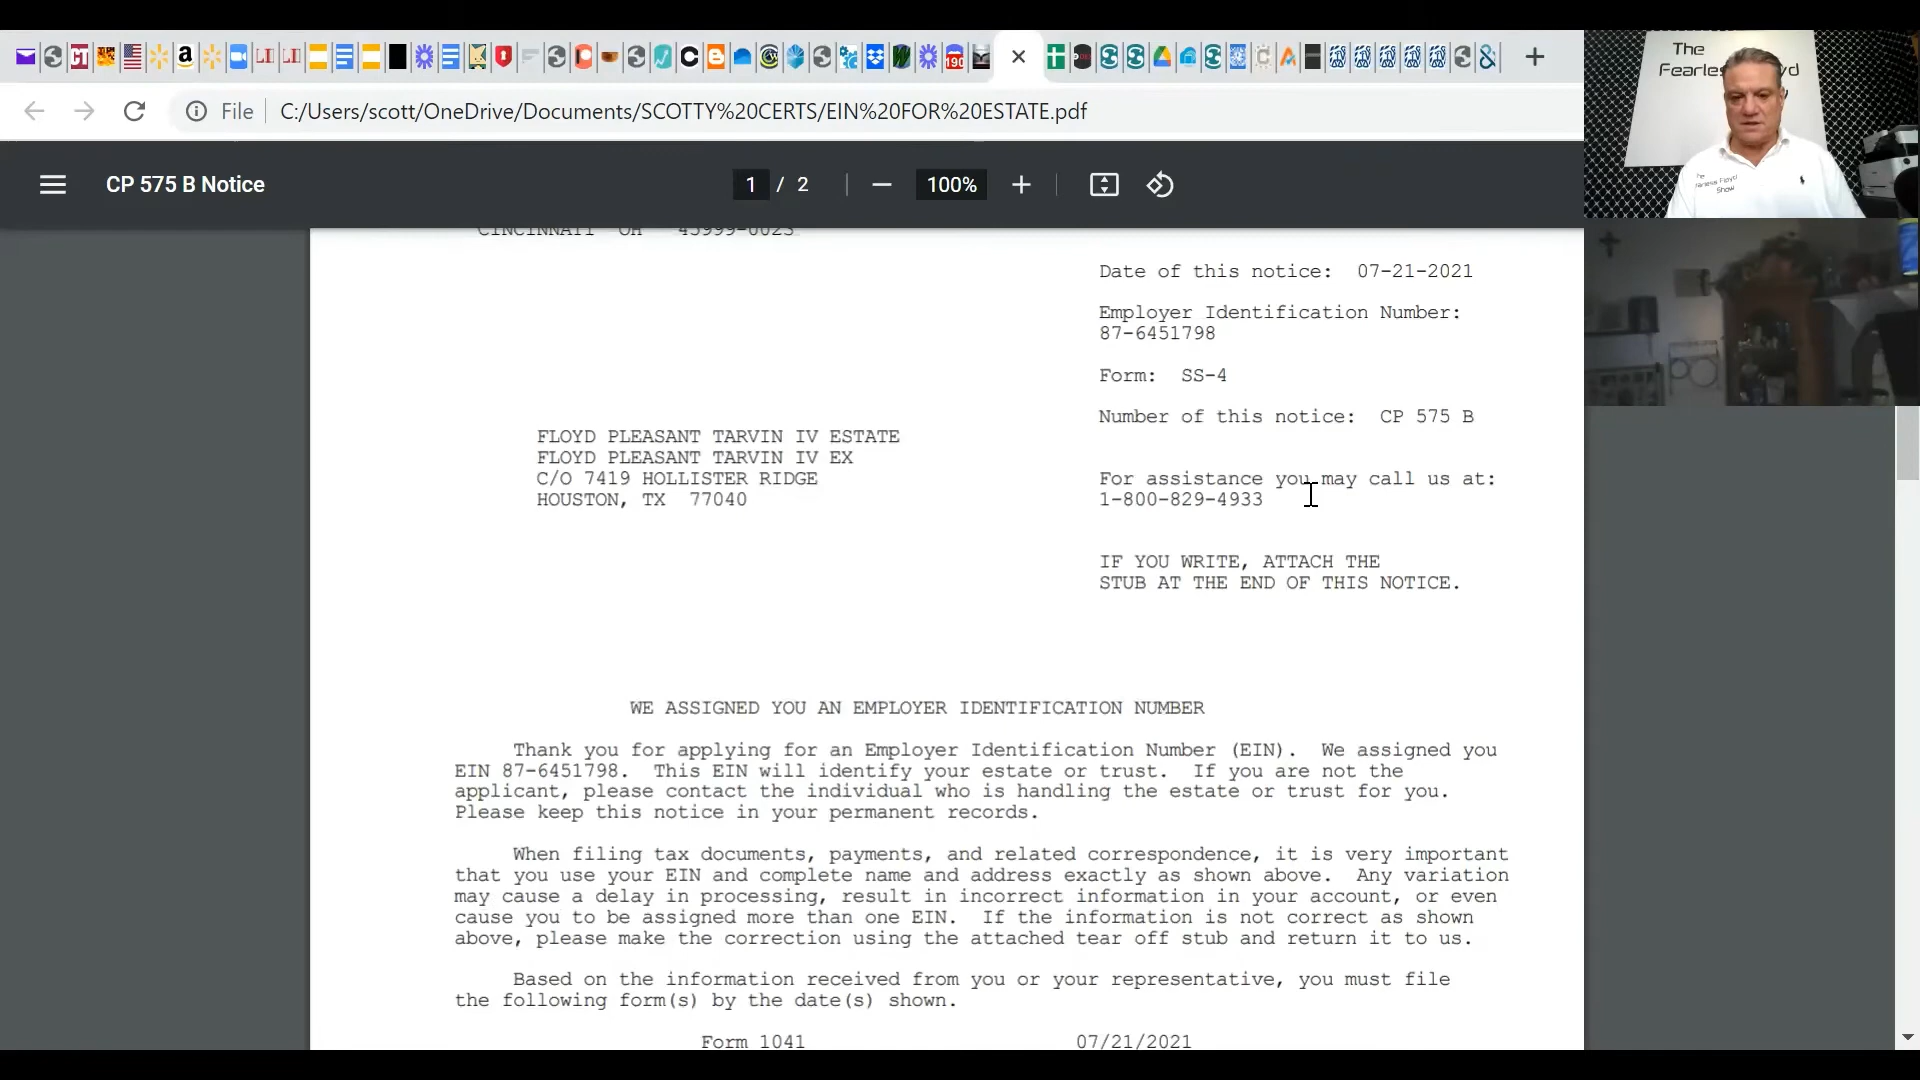 File
C:/Users/scott/OneDrive/Documents/SCOTTY%20CERTS/EIN%20FOR%20ESTATE.pdf
CP 575 B Notice
1 / 2
100%
The
Show
CINCINNATI OH 45999-0023
Date of this notice: 07-21-2021
Employer Identification Number:
87-6451798
Form: SS-4
Number of this notice: CP 575 B
FLOYD PLEASANT TARVIN IV ESTATE
FLOYD PLEASANT TARVIN IV EX
C/O 7419 HOLLISTER RIDGE
HOUSTON, TX 77040
For assistance you may call us at:
1-800-829-4933
IF YOU WRITE, ATTACH THE
STUB AT THE END OF THIS NOTICE.
WE ASSIGNED YOU AN EMPLOYER IDENTIFICATION NUMBER
Thank you for applying for an Employer Identification Number (EIN). We assigned you
EIN 87-6451798. This EIN will identify your estate or trust. If you are not the
applicant, please contact the individual who is handling the estate or trust for you.
Please keep this notice in your permanent records.
When filing tax documents, payments, and related correspondence, it is very important
that you use your EIN and complete name and address exactly as shown above. Any variation
may cause a delay in processing, result in incorrect information in your account, or even
cause you to be assigned more than one EIN. If the information is not correct as shown
above, please make the correction using the attached tear off stub and return it to us.
Based on the information received from you or your representative, you must file
the following form(s) by the date(s) shown.
Form 1041 07/21/2021